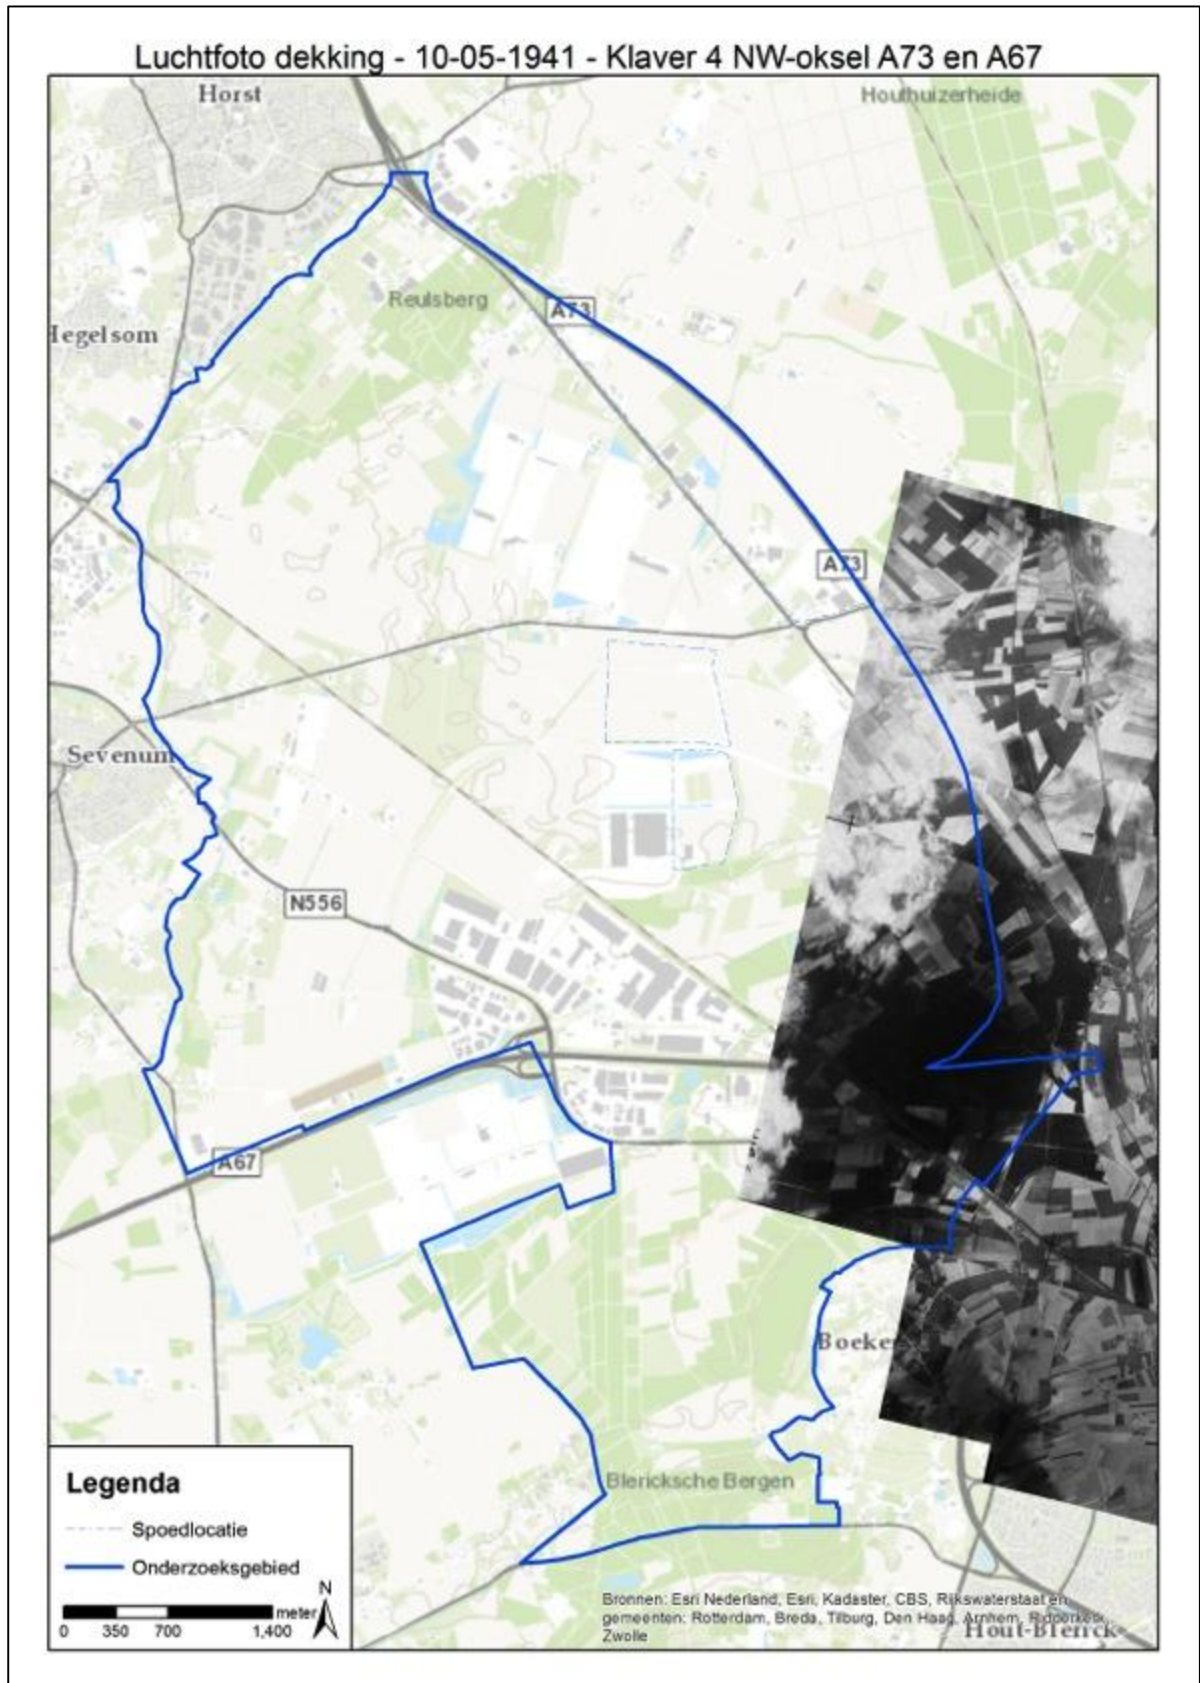 Luchtfoto dekking - 10-05-1941 - Klaver 4 NW-oksel A73 en A67
Horst
Houthuizerheide
Reulsberg
A73
Hegelsom
A73
Sevenum
N556
A67
Boeke
Blericksche Bergen
Legenda
Spoedlocatie
Onderzoeksgebied
N
meter
0 350 700 1,400
Bronnen: Esri Nederland, Esri, Kadaster, CBS, Rijkswaterstaat en
gemeenten: Rotterdam, Breda, Tilburg, Den Haag, Arnhem, Ridderkerk,
Zwolle
Hout-Blerick